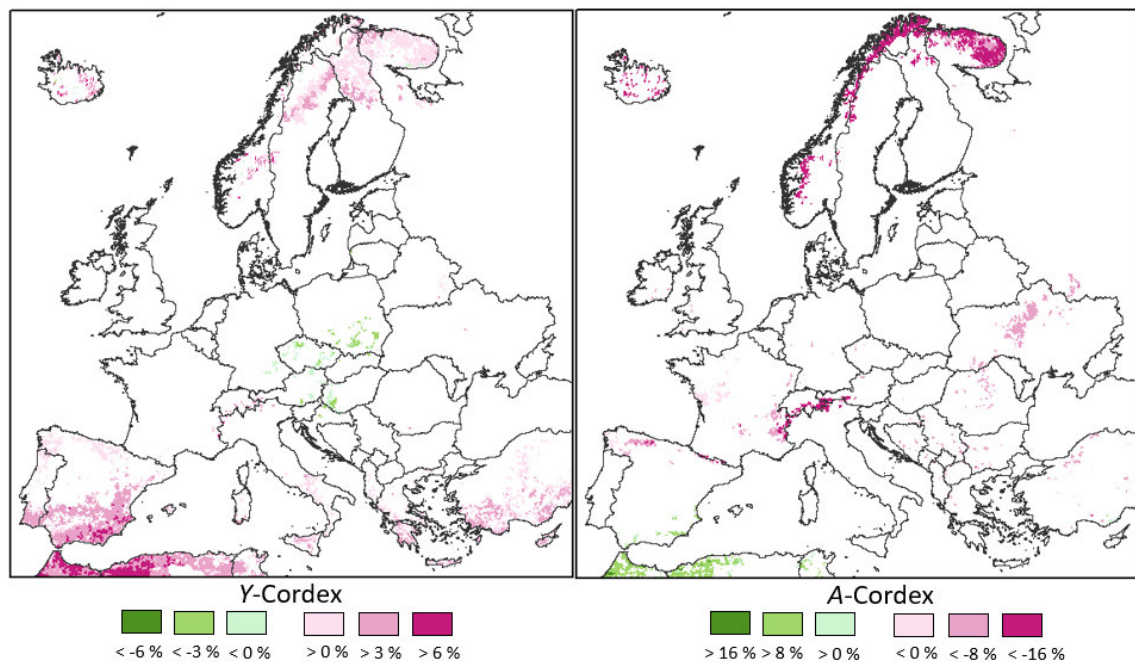 Y-Cordex
A-Cordex
< -6 % < -3 % < 0 % > 0 % > 3 % > 6 %
> 16 % > 8 % > 0 % < 0 % < -8 % < -16 %